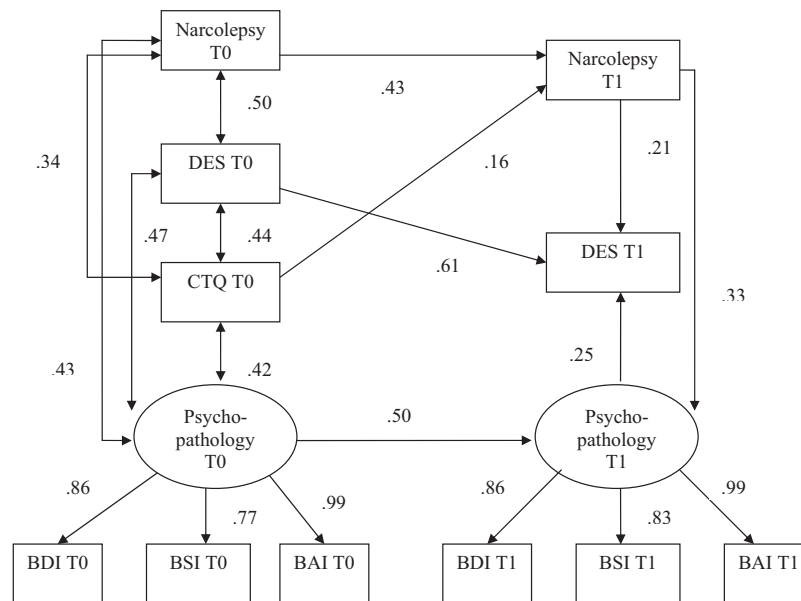 Narcolepsy
T0
Narcolepsy
T1
.43
.50
.34
.16
.21
DES T0
.47
.44
.61
DES T1
CTQ T0
.33
.43
.42
.25
Psycho-
pathology
T0
.50
Psycho-
pathology
T1
.86
.77
.99
.86
.83
.99
BDI T0
BSI T0
BAI T0
BDI T1
BSI T1
BAI T1